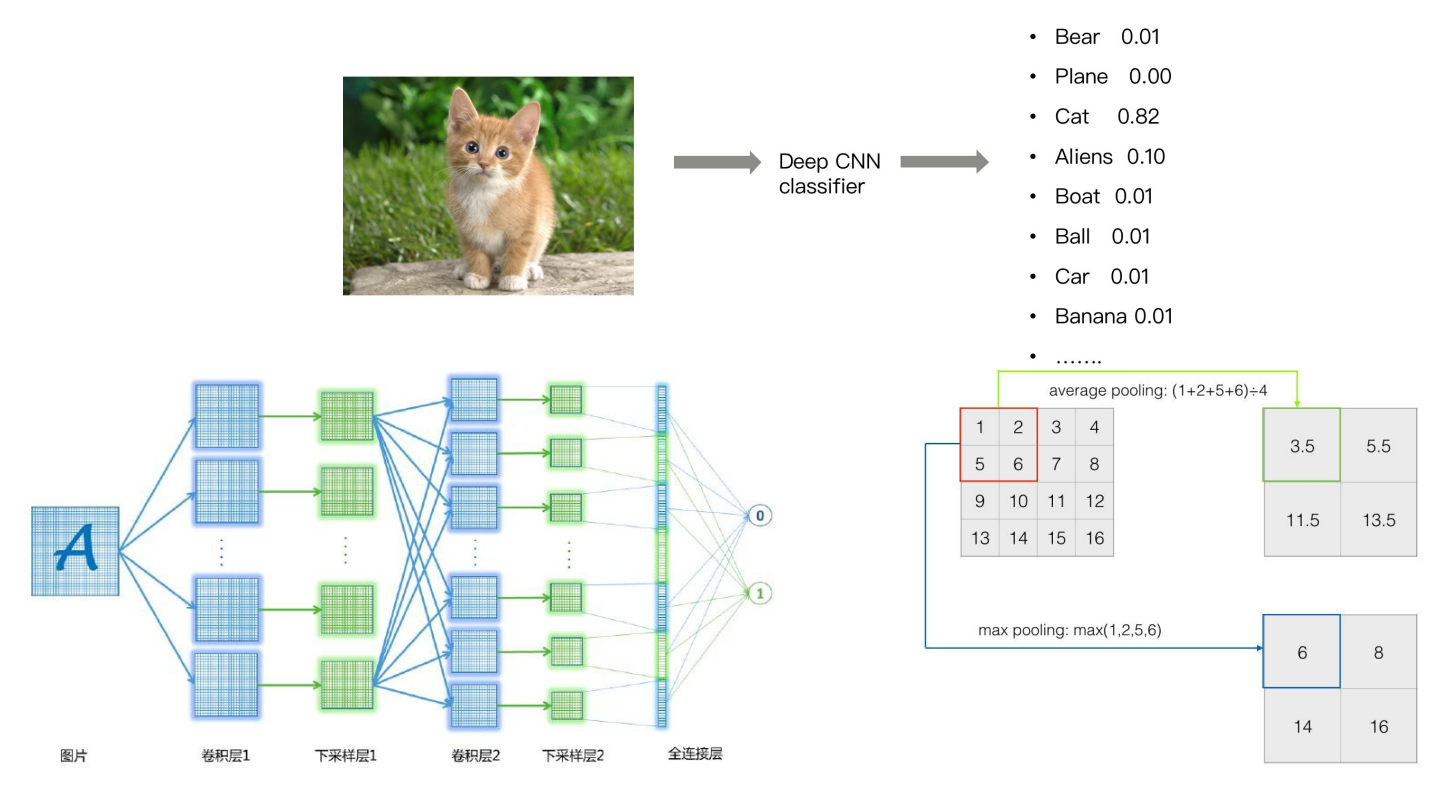 Bear 0.01
Plane 0.00
Cat 0.82
Deep CNN
classifier
Aliens 0.10
Boat 0.01
Ball 0.01
Car 0.01
Banana 0.01
.......
average pooling: (1+2+5+6)÷4
1 2 3 4
5 6 7 8
9 10 11 12
13 14 15 16
3.5 5.5
11.5 13.5
max pooling: max(1,2,5,6)
6 8
14 16
A
0
1
图片 卷积层1 下采样层1 卷积层2 下采样层2 全连接层